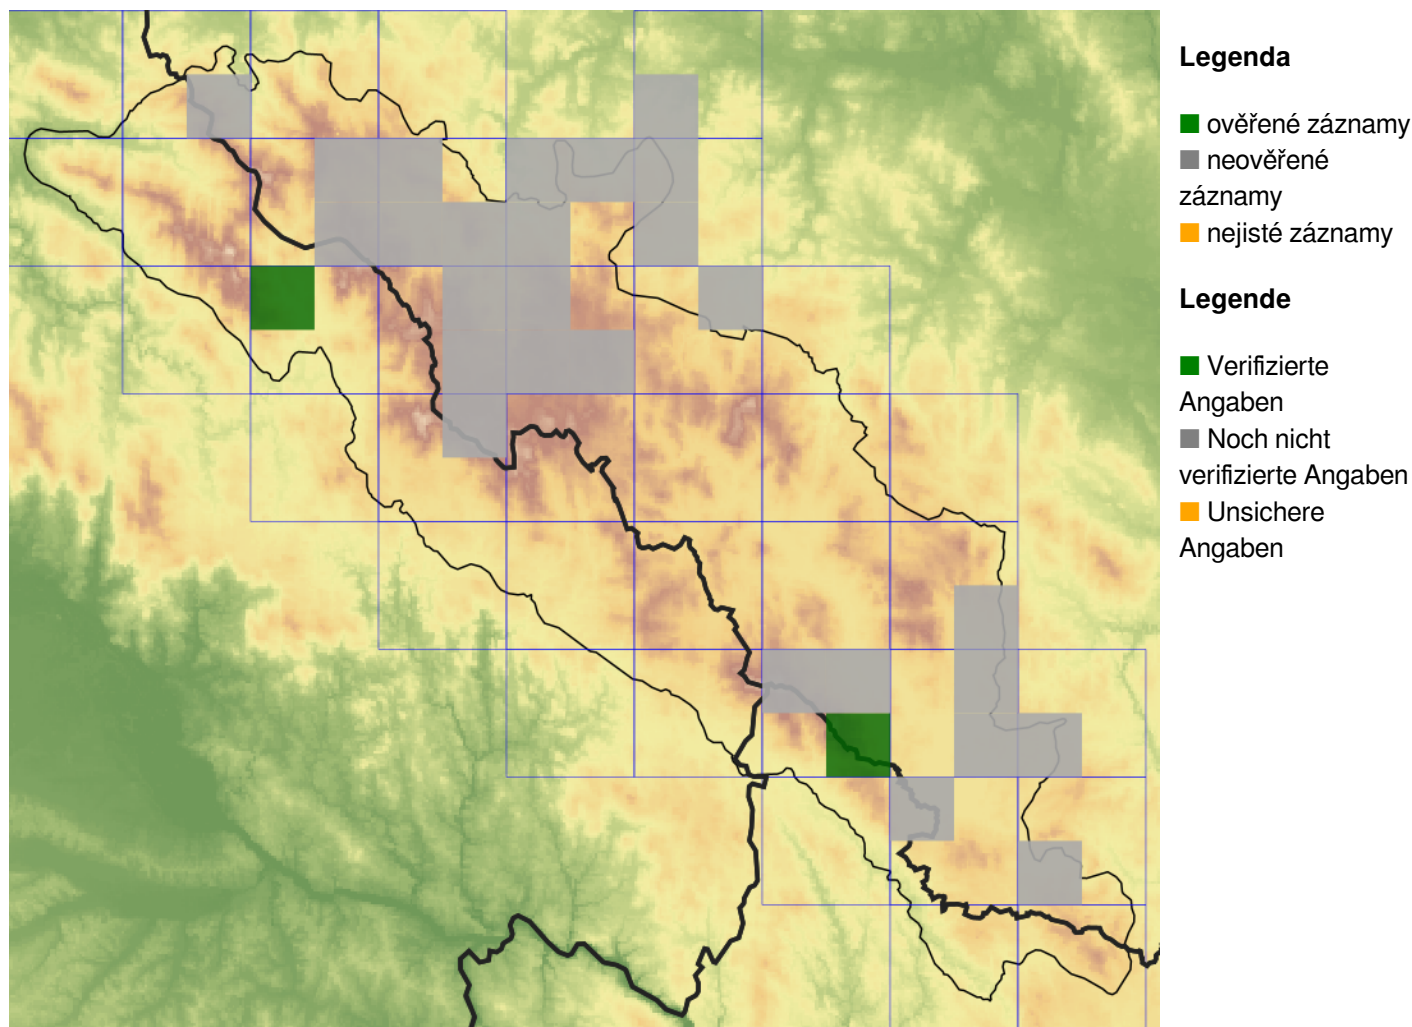 Legenda
ověřené záznamy
neověřené
záznamy
nejisté záznamy
Legende
Verifizierte
Angaben
Noch nicht
verifizierte Angaben
Unsichere
Angaben